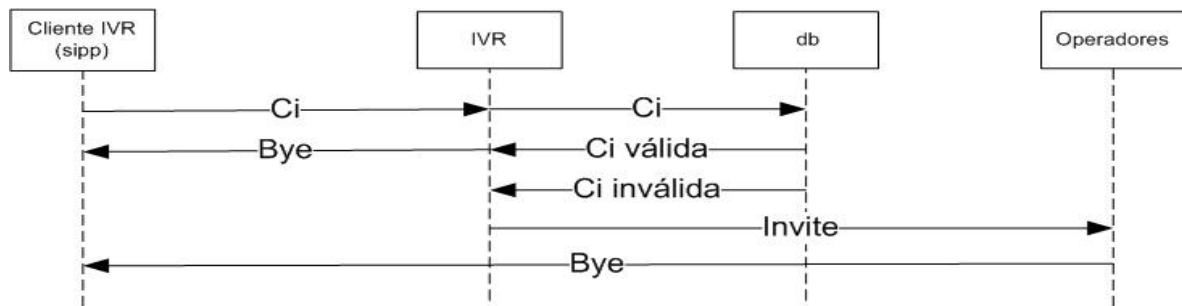 Cliente IVR
(sipp)
IVR
db
Operadores
Ci
Ci
Bye
Ci válida
Ci inválida
Invite
Bye